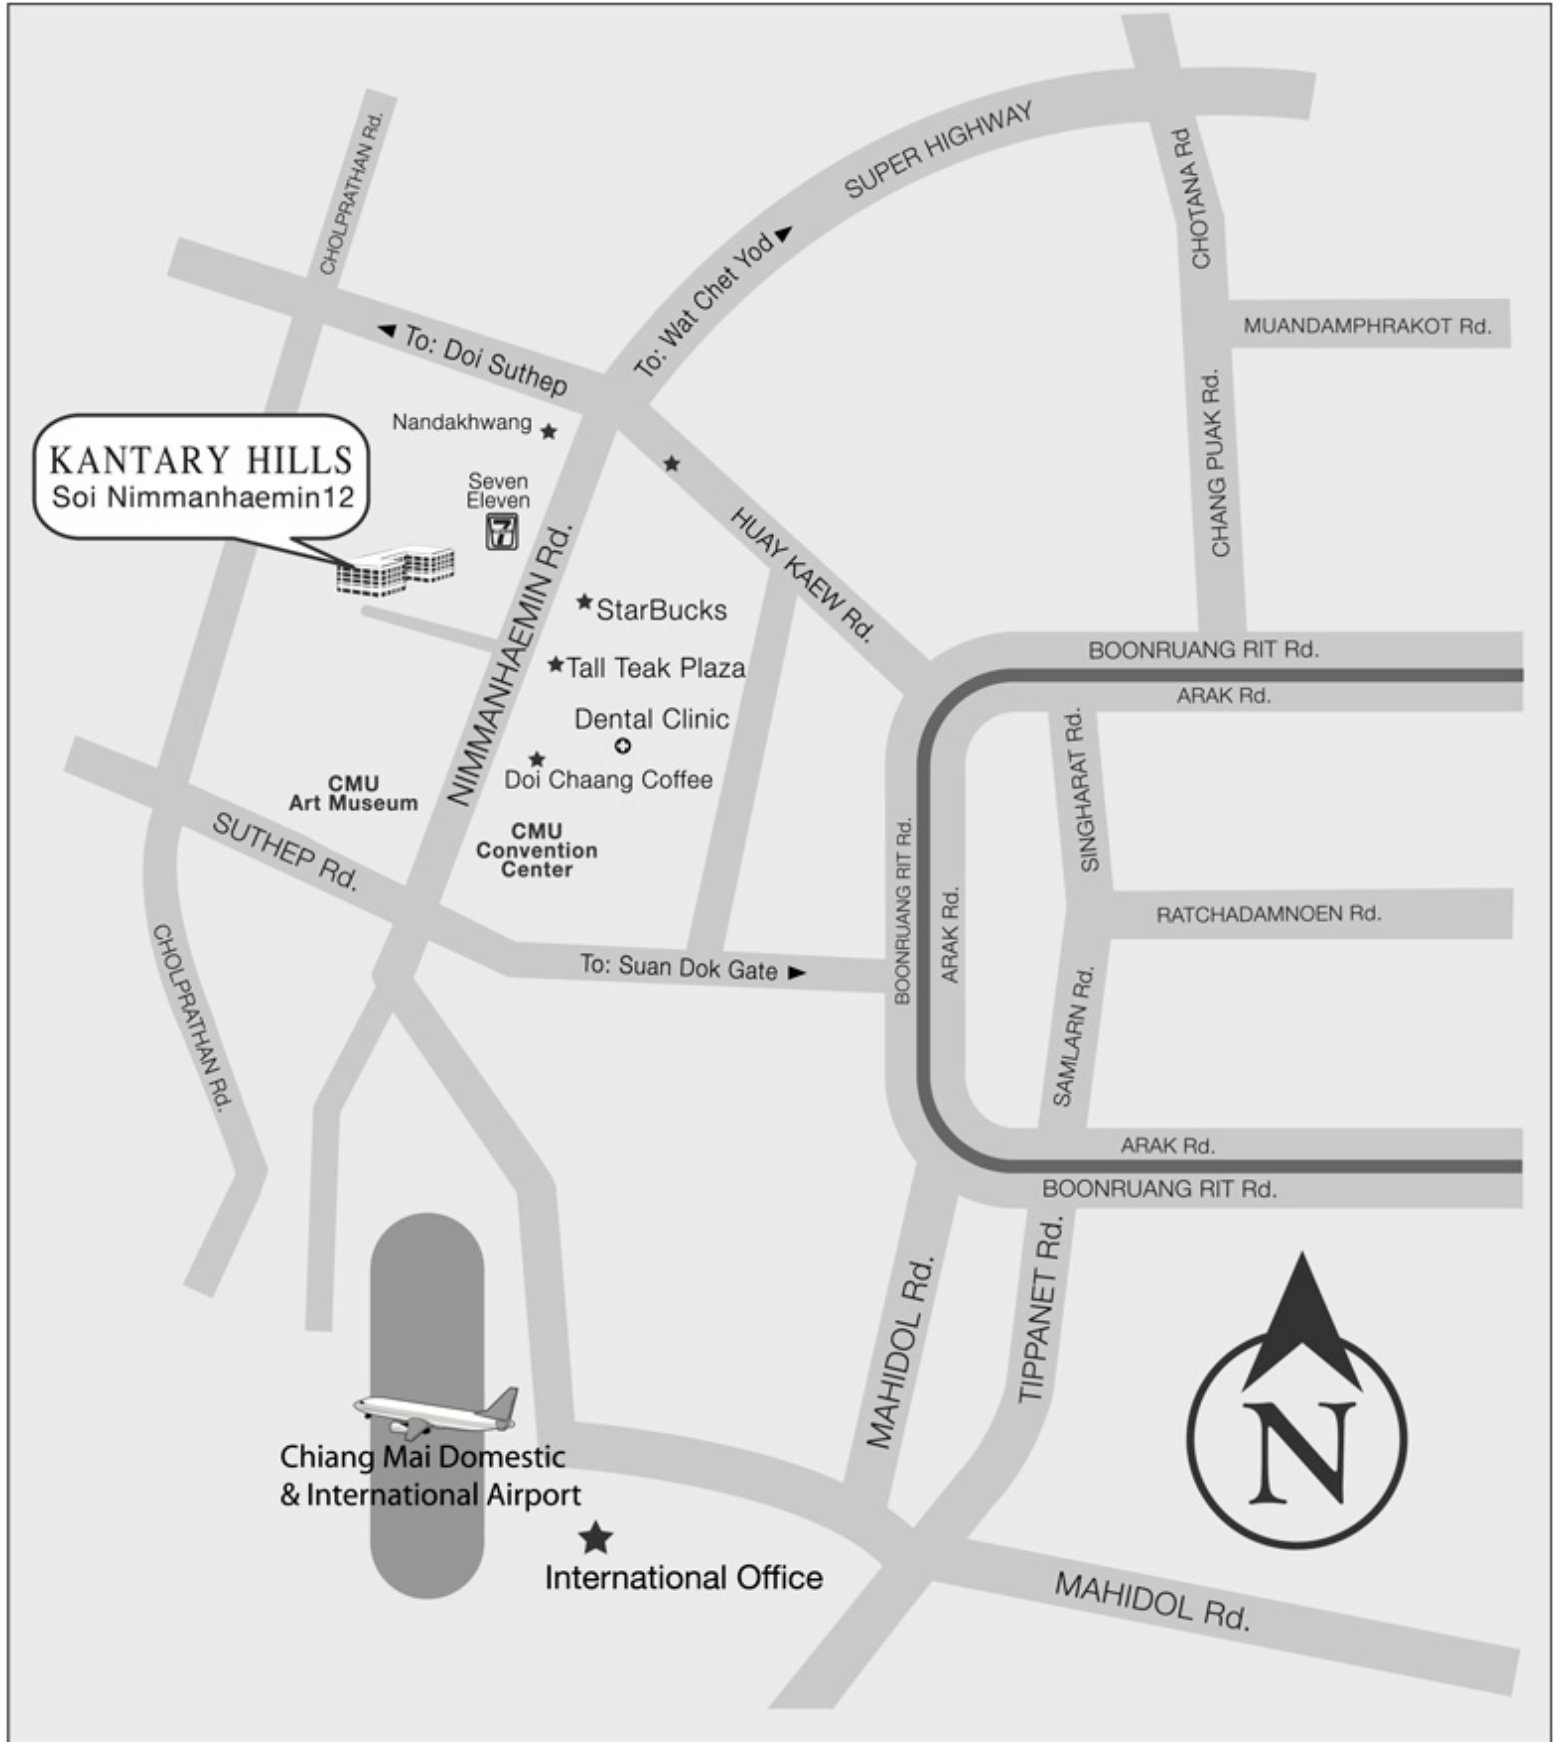 CHOLPRATHAN Rd.
SUPER HIGHWAY
CHOTANA Rd
To: Wat Chet Yod
To: Doi Suthep
MUANDAMPHRAKOT Rd.
CHANG PUAK Rd.
Nandakhwang
KANTARY HILLS
Soi Nimmanhaemin12
Seven
Eleven
7
HUAY KAEW Rd.
NIMMANHAEMIN Rd.
StarBucks
Tall Teak Plaza
Dental Clinic
Doi Chaang Coffee
BOONRUANG RIT Rd.
ARAK Rd.
SINGHARAT Rd.
CMU
Art Museum
SUTHEP Rd.
CMU
Convention
Center
BOONRUANG RIT Rd.
ARAK Rd.
RATCHADAMNOEN Rd.
To: Suan Dok Gate
CHOLPRATHAN Rd.
SAMLARN Rd.
ARAK Rd.
BOONRUANG RIT Rd.
MAHIDOL Rd.
TIPPANET Rd.
N
Chiang Mai Domestic
& International Airport
International Office
MAHIDOL Rd.